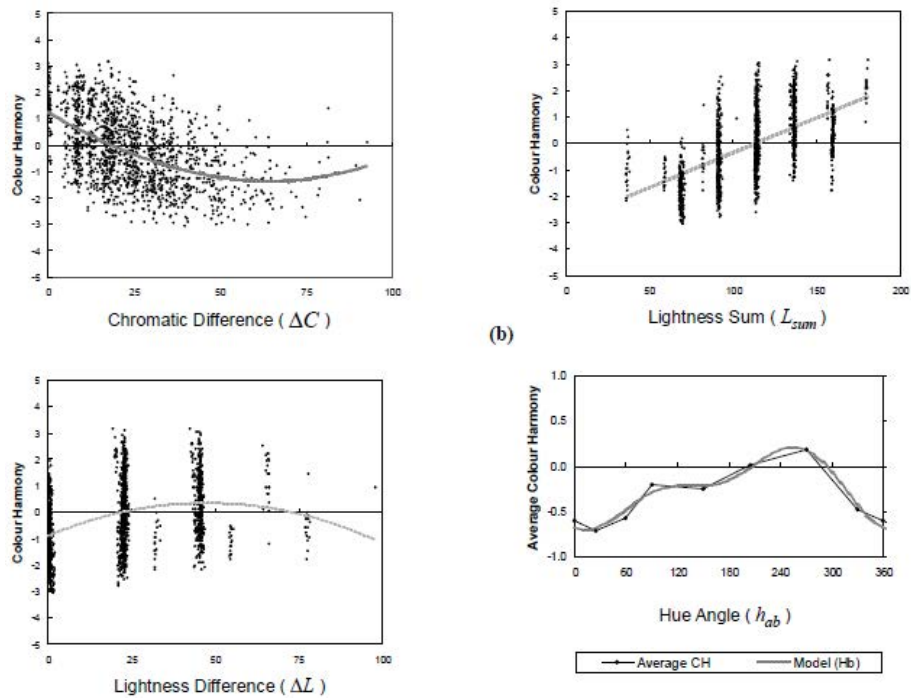 5
4
3
2
1
0
-1
-2
-3
-4
-5
Colour Harmony
0 25 50 75 100
Chromatic Difference ( ΔC )
5
4
3
2
1
0
-1
-2
-3
-4
-5
Colour Harmony
0 50 100 150 200
Lightness Sum ( L_sum )
(b)
5
4
3
2
1
0
-1
-2
-3
-4
-5
Colour Harmony
0 25 50 75 100
Lightness Difference ( ΔL )
1.0
0.5
0.0
-0.5
-1.0
Average Colour Harmony
0 60 120 180 240 300 360
Hue Angle ( h_ab )
Average CH Model (Hb)